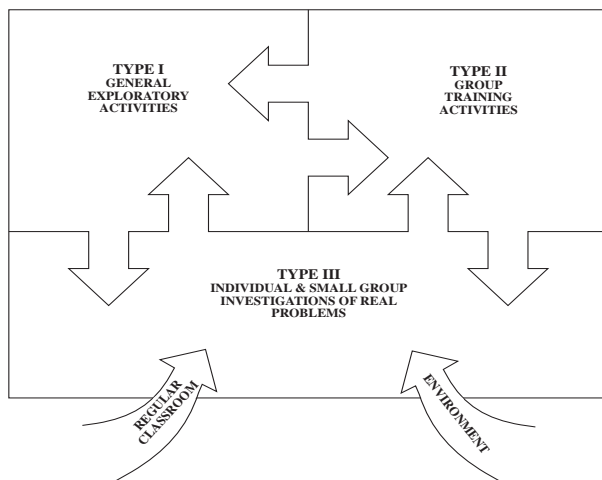 TYPE I
GENERAL
EXPLORATORY
ACTIVITIES
TYPE II
GROUP
TRAINING
ACTIVITIES
TYPE III
INDIVIDUAL & SMALL GROUP
INVESTIGATIONS OF REAL
PROBLEMS
REGULAR
CLASSROOM
ENVIRONMENT